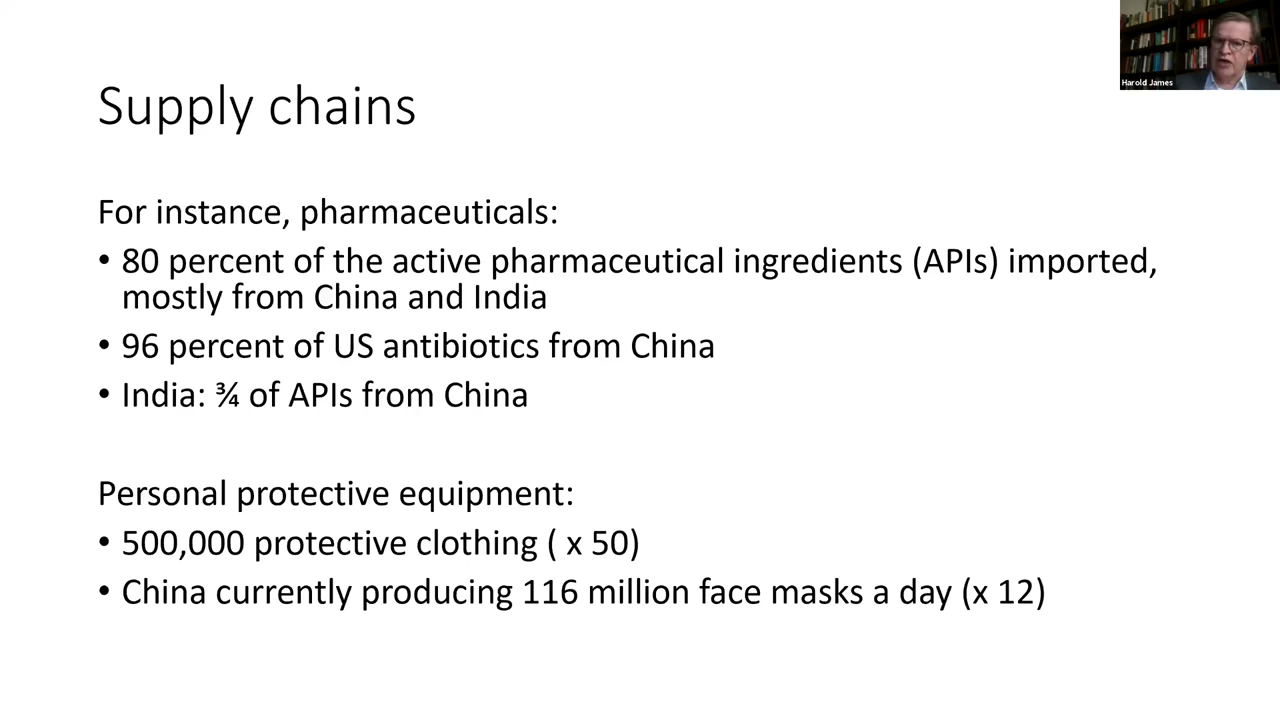 Harold James
Supply chains
For instance, pharmaceuticals:
• 80 percent of the active pharmaceutical ingredients (APIs) imported,
mostly from China and India
• 96 percent of US antibiotics from China
• India: ¾ of APIs from China
Personal protective equipment:
• 500,000 protective clothing ( x 50)
• China currently producing 116 million face masks a day (x 12)